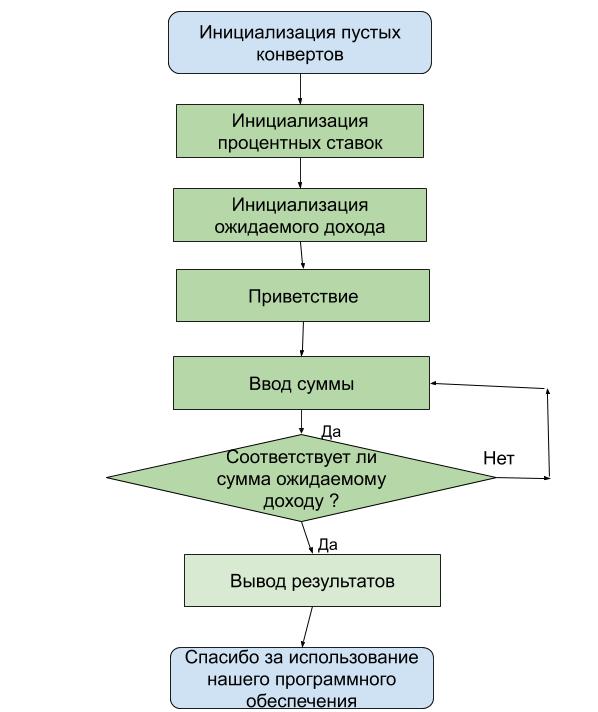 Инициализация пустых
конвертов
Инициализация
процентных ставок
Инициализация
ожидаемого дохода
Приветствие
Ввод суммы
Да
Соответствует ли
сумма ожидаемому
доходу ?
Нет
Да
Вывод результатов
Спасибо за использование
нашего программного
обеспечения